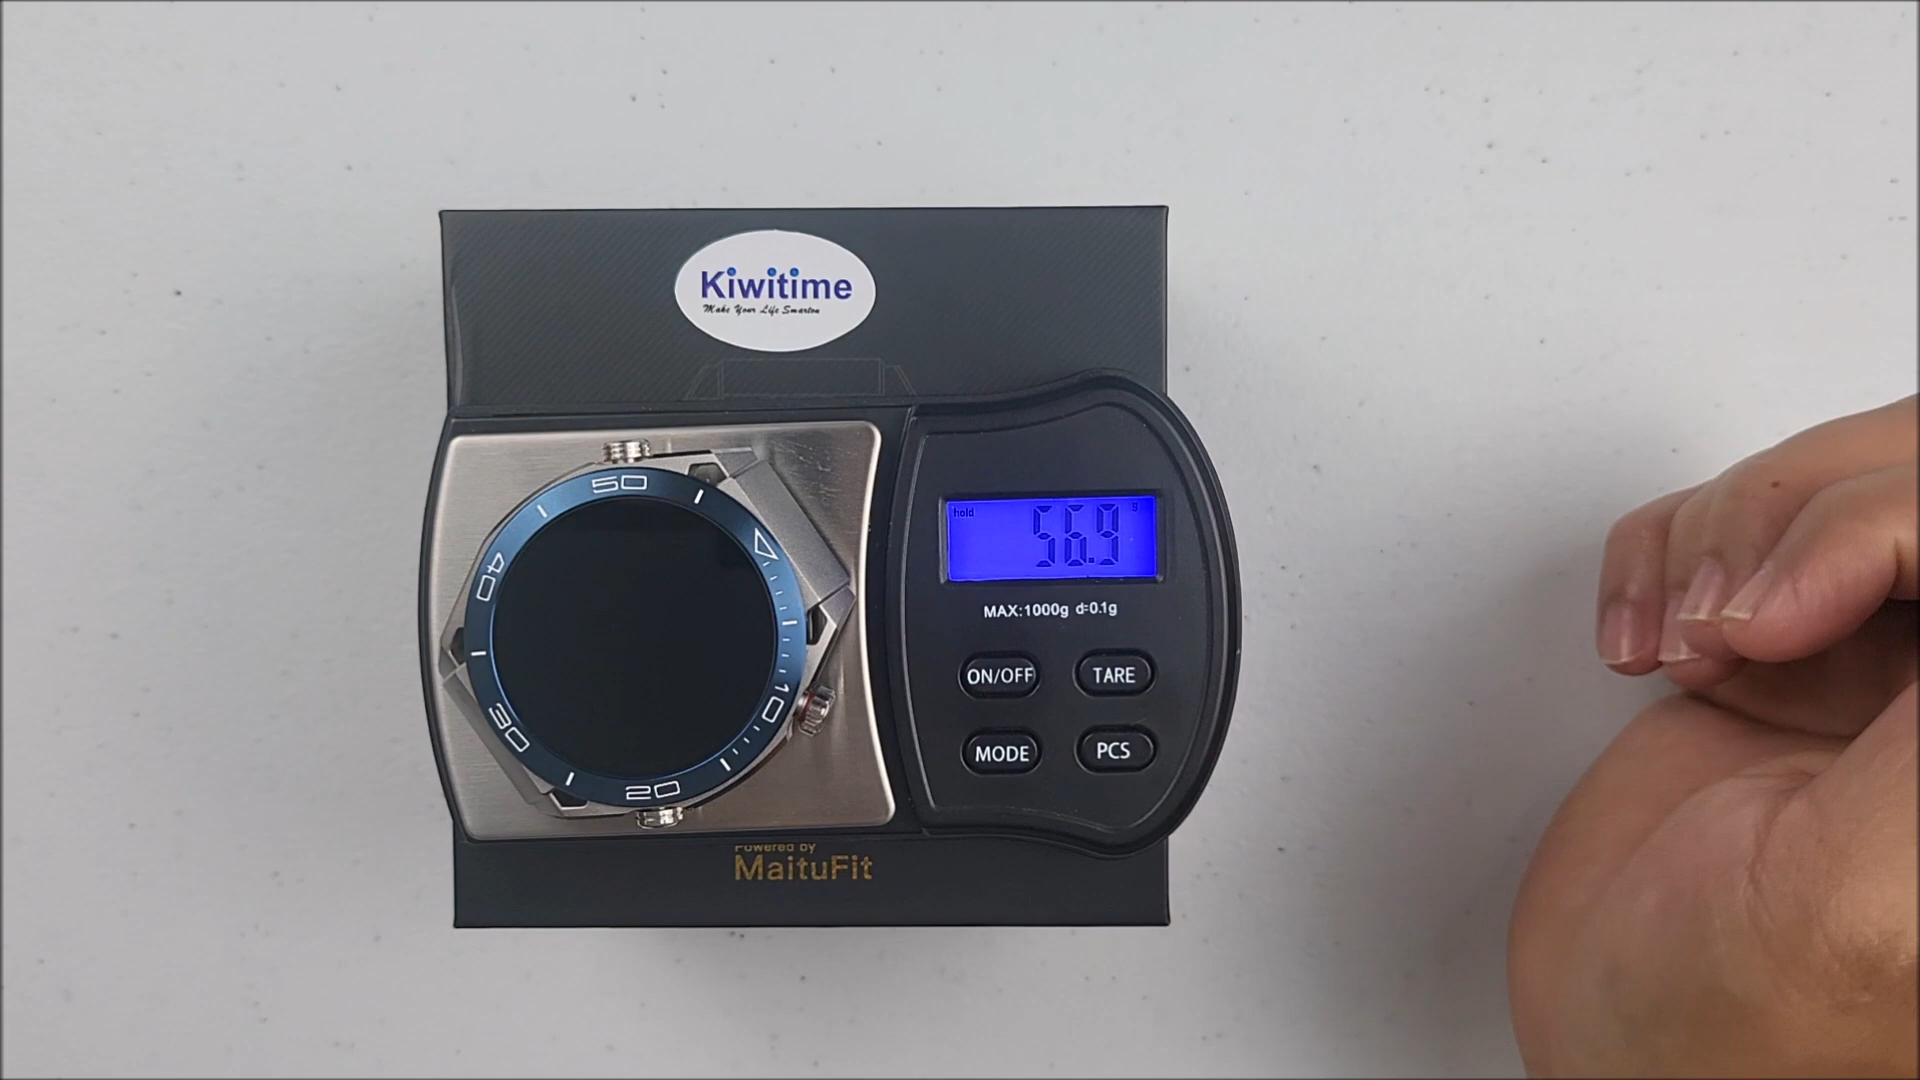 Kiwitime
Make Your Life Smarton
50
40
30
20
10
hold
56.9
g
MAX:1000g d=0.1g
ON/OFF
TARE
MODE
PCS
Powered by
MaituFit